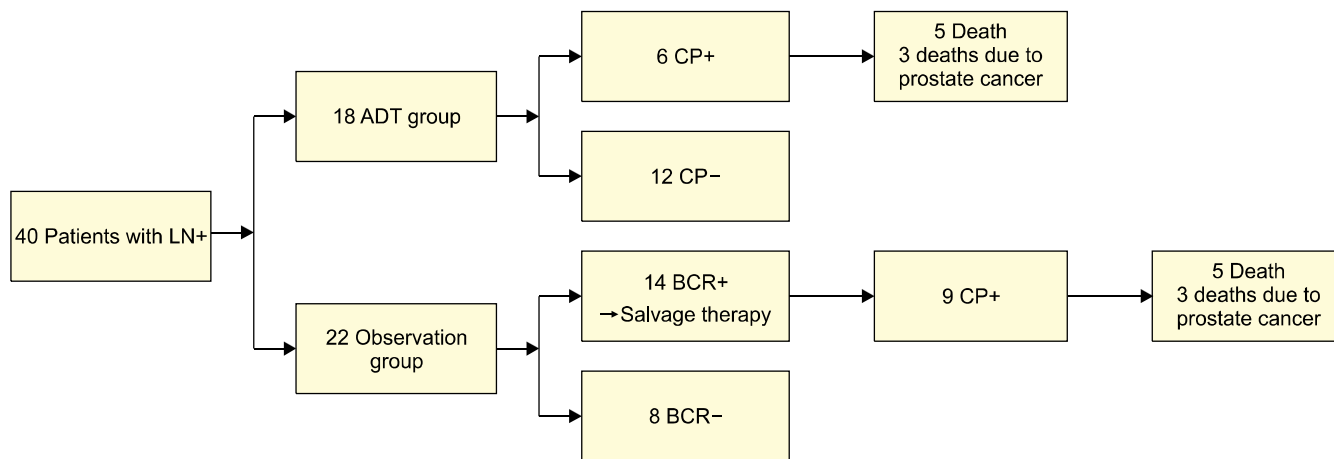 40 Patients with LN+
18 ADT group
6 CP+
5 Death
3 deaths due to
prostate cancer
12 CP−
22 Observation
group
14 BCR+
→Salvage therapy
9 CP+
5 Death
3 deaths due to
prostate cancer
8 BCR−